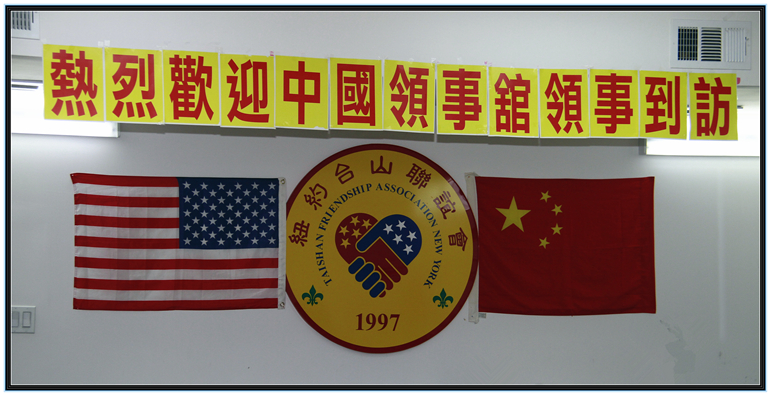 熱烈歡迎中國領事舘領事到訪
紐約台山聯誼會
TAISHAN FRIENDSHIP ASSOCIATION NEW YORK
1997